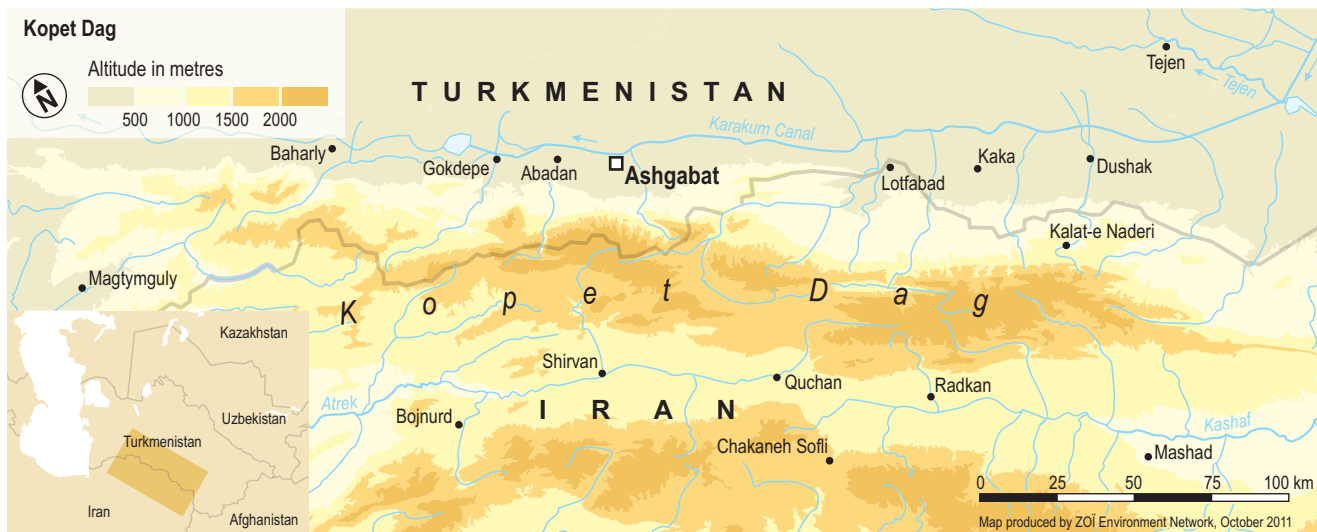 Kopet Dag
N
Altitude in metres
500 1000 1500 2000
TURKMENISTAN
Tejen
Tejen
Karakum Canal
Baharly
Gokdepe
Abadan
Ashgabat
Lotfabad
Kaka
Dushak
Kalat-e Naderi
Magtymguly
Kopet Dag
Shirvan
Quchan
Radkan
Atrek
Bojnurd
IRAN
Kashaf
Chakaneh Sofli
Mashad
Kazakhstan
Uzbekistan
Turkmenistan
Iran
Afghanistan
0 25 50 75 100 km
Map produced by ZOÏ Environment Network, October 2011